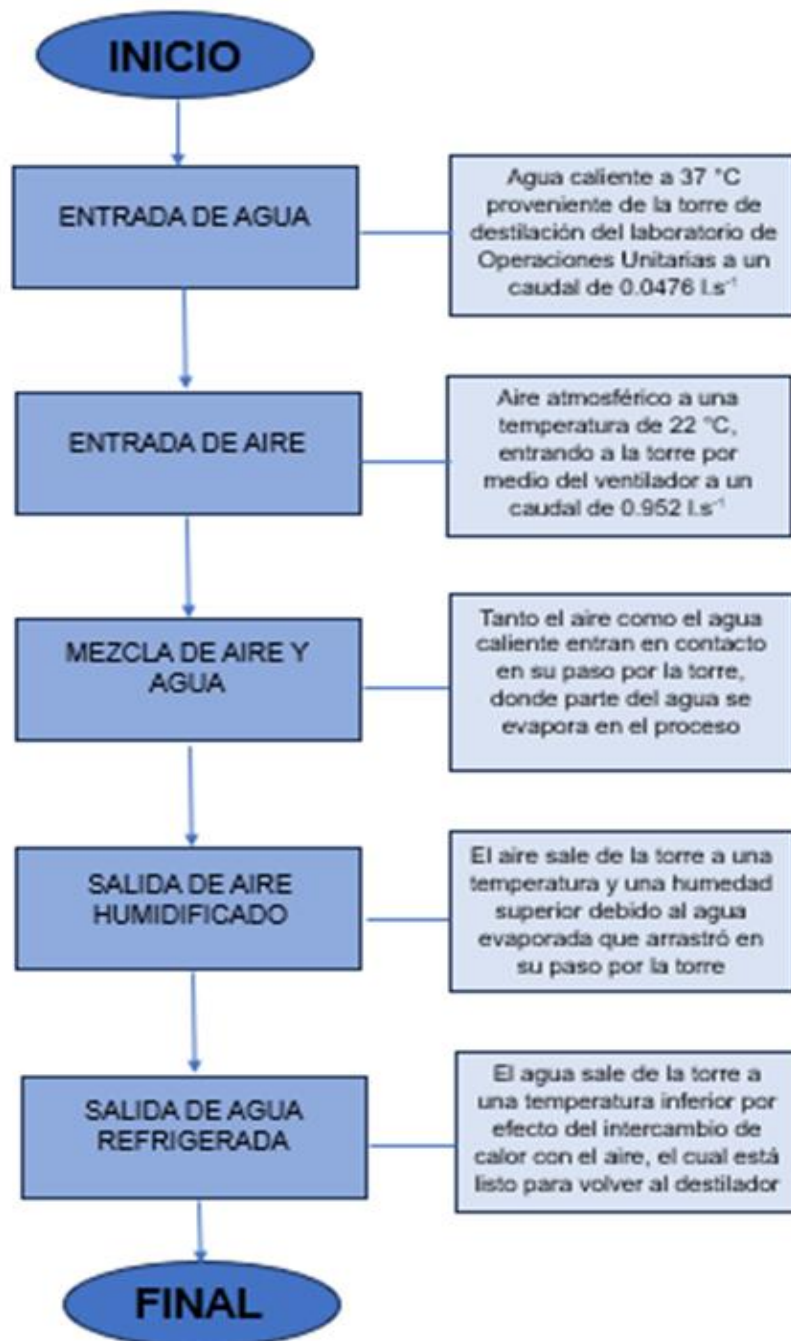 INICIO
ENTRADA DE AGUA
Agua caliente a 37 °C
proveniente de la torre de
destilación del laboratorio de
Operaciones Unitarias a un
caudal de 0.0476 l.s⁻¹
ENTRADA DE AIRE
Aire atmosférico a una
temperatura de 22 °C,
entrando a la torre por
medio del ventilador a un
caudal de 0.952 l.s⁻¹
MEZCLA DE AIRE Y
AGUA
Tanto el aire como el agua
caliente entran en contacto
en su paso por la torre,
donde parte del agua se
evapora en el proceso
SALIDA DE AIRE
HUMIDIFICADO
El aire sale de la torre a una
temperatura y una humedad
superior debido al agua
evaporada que arrastró en
su paso por la torre
SALIDA DE AGUA
REFRIGERADA
El agua sale de la torre a
una temperatura inferior por
efecto del intercambio de
calor con el aire, el cual está
listo para volver al destilador
FINAL